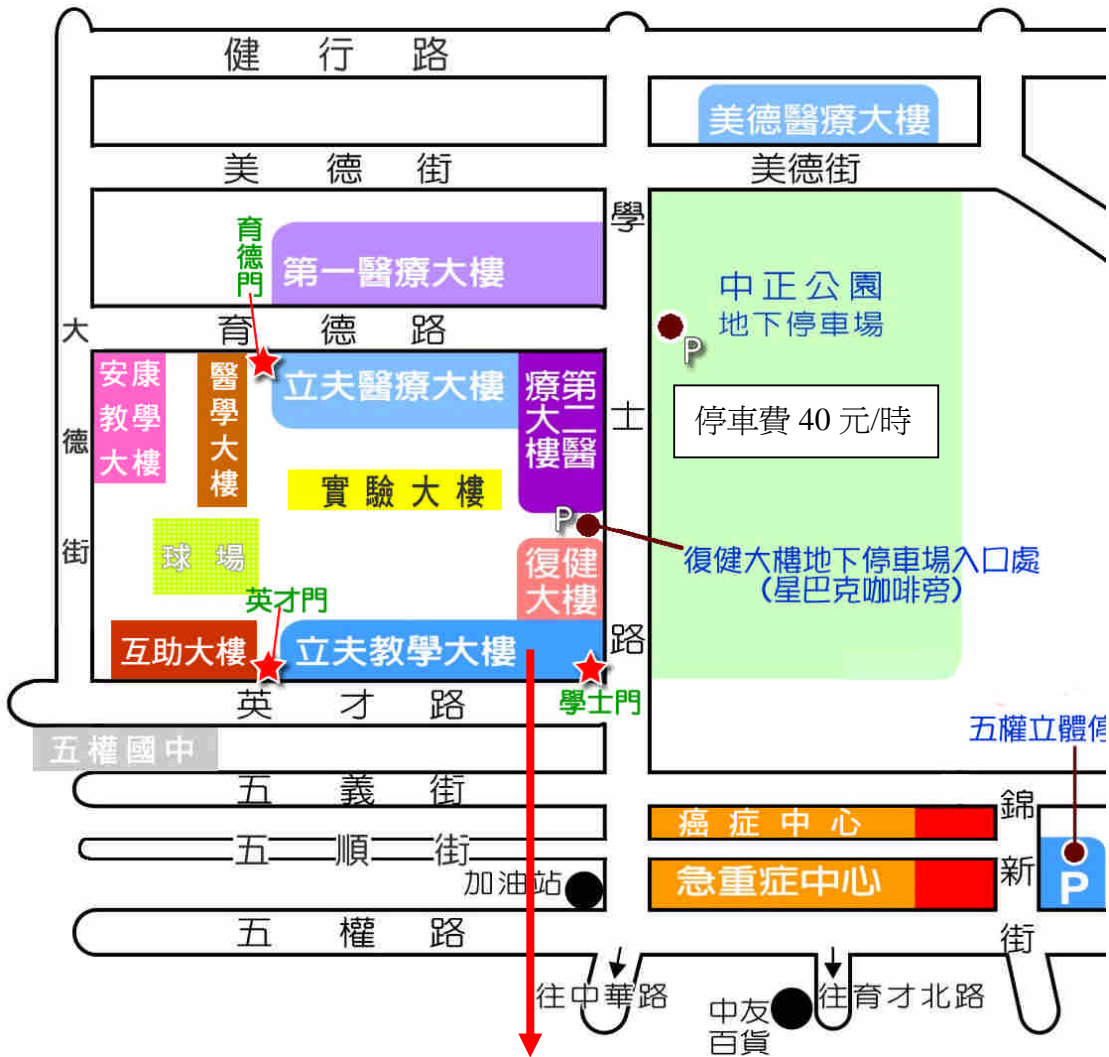 健行路
美德醫療大樓
美德街
美德街
育德門
第一醫療大樓
學士路
中正公園
地下停車場
P
大德街
育德路
安康
教學
大樓
醫學大樓
立夫醫療大樓
第二醫
療大樓
停車費 40 元/時
實驗大樓
P
球場
復健
大樓
復健大樓地下停車場入口處
(星巴克咖啡旁)
英才門
互助大樓
立夫教學大樓
英才路
學士門
五權國中
五權立體停
五義街
錦新街
癌症中心
五順街
加油站
急重症中心
P
五權路
往中華路
中友
百貨
往育才北路